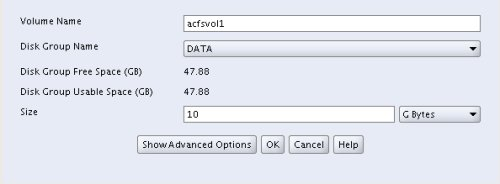 Volume Name acfsvol1
Disk Group Name DATA
Disk Group Free Space (GB) 47.88
Disk Group Usable Space (GB) 47.88
Size 10 G Bytes
Show Advanced Options OK Cancel Help